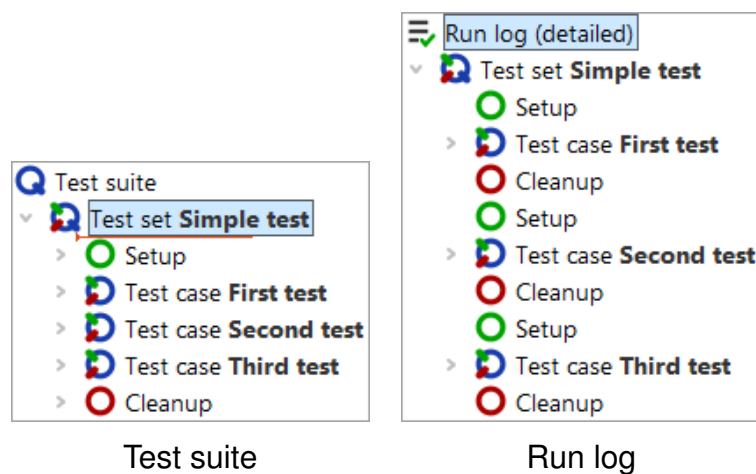 Test suite
Test set Simple test
Setup
Test case First test
Test case Second test
Test case Third test
Cleanup
Test suite
Run log (detailed)
Test set Simple test
Setup
Test case First test
Cleanup
Setup
Test case Second test
Cleanup
Setup
Test case Third test
Cleanup
Run log